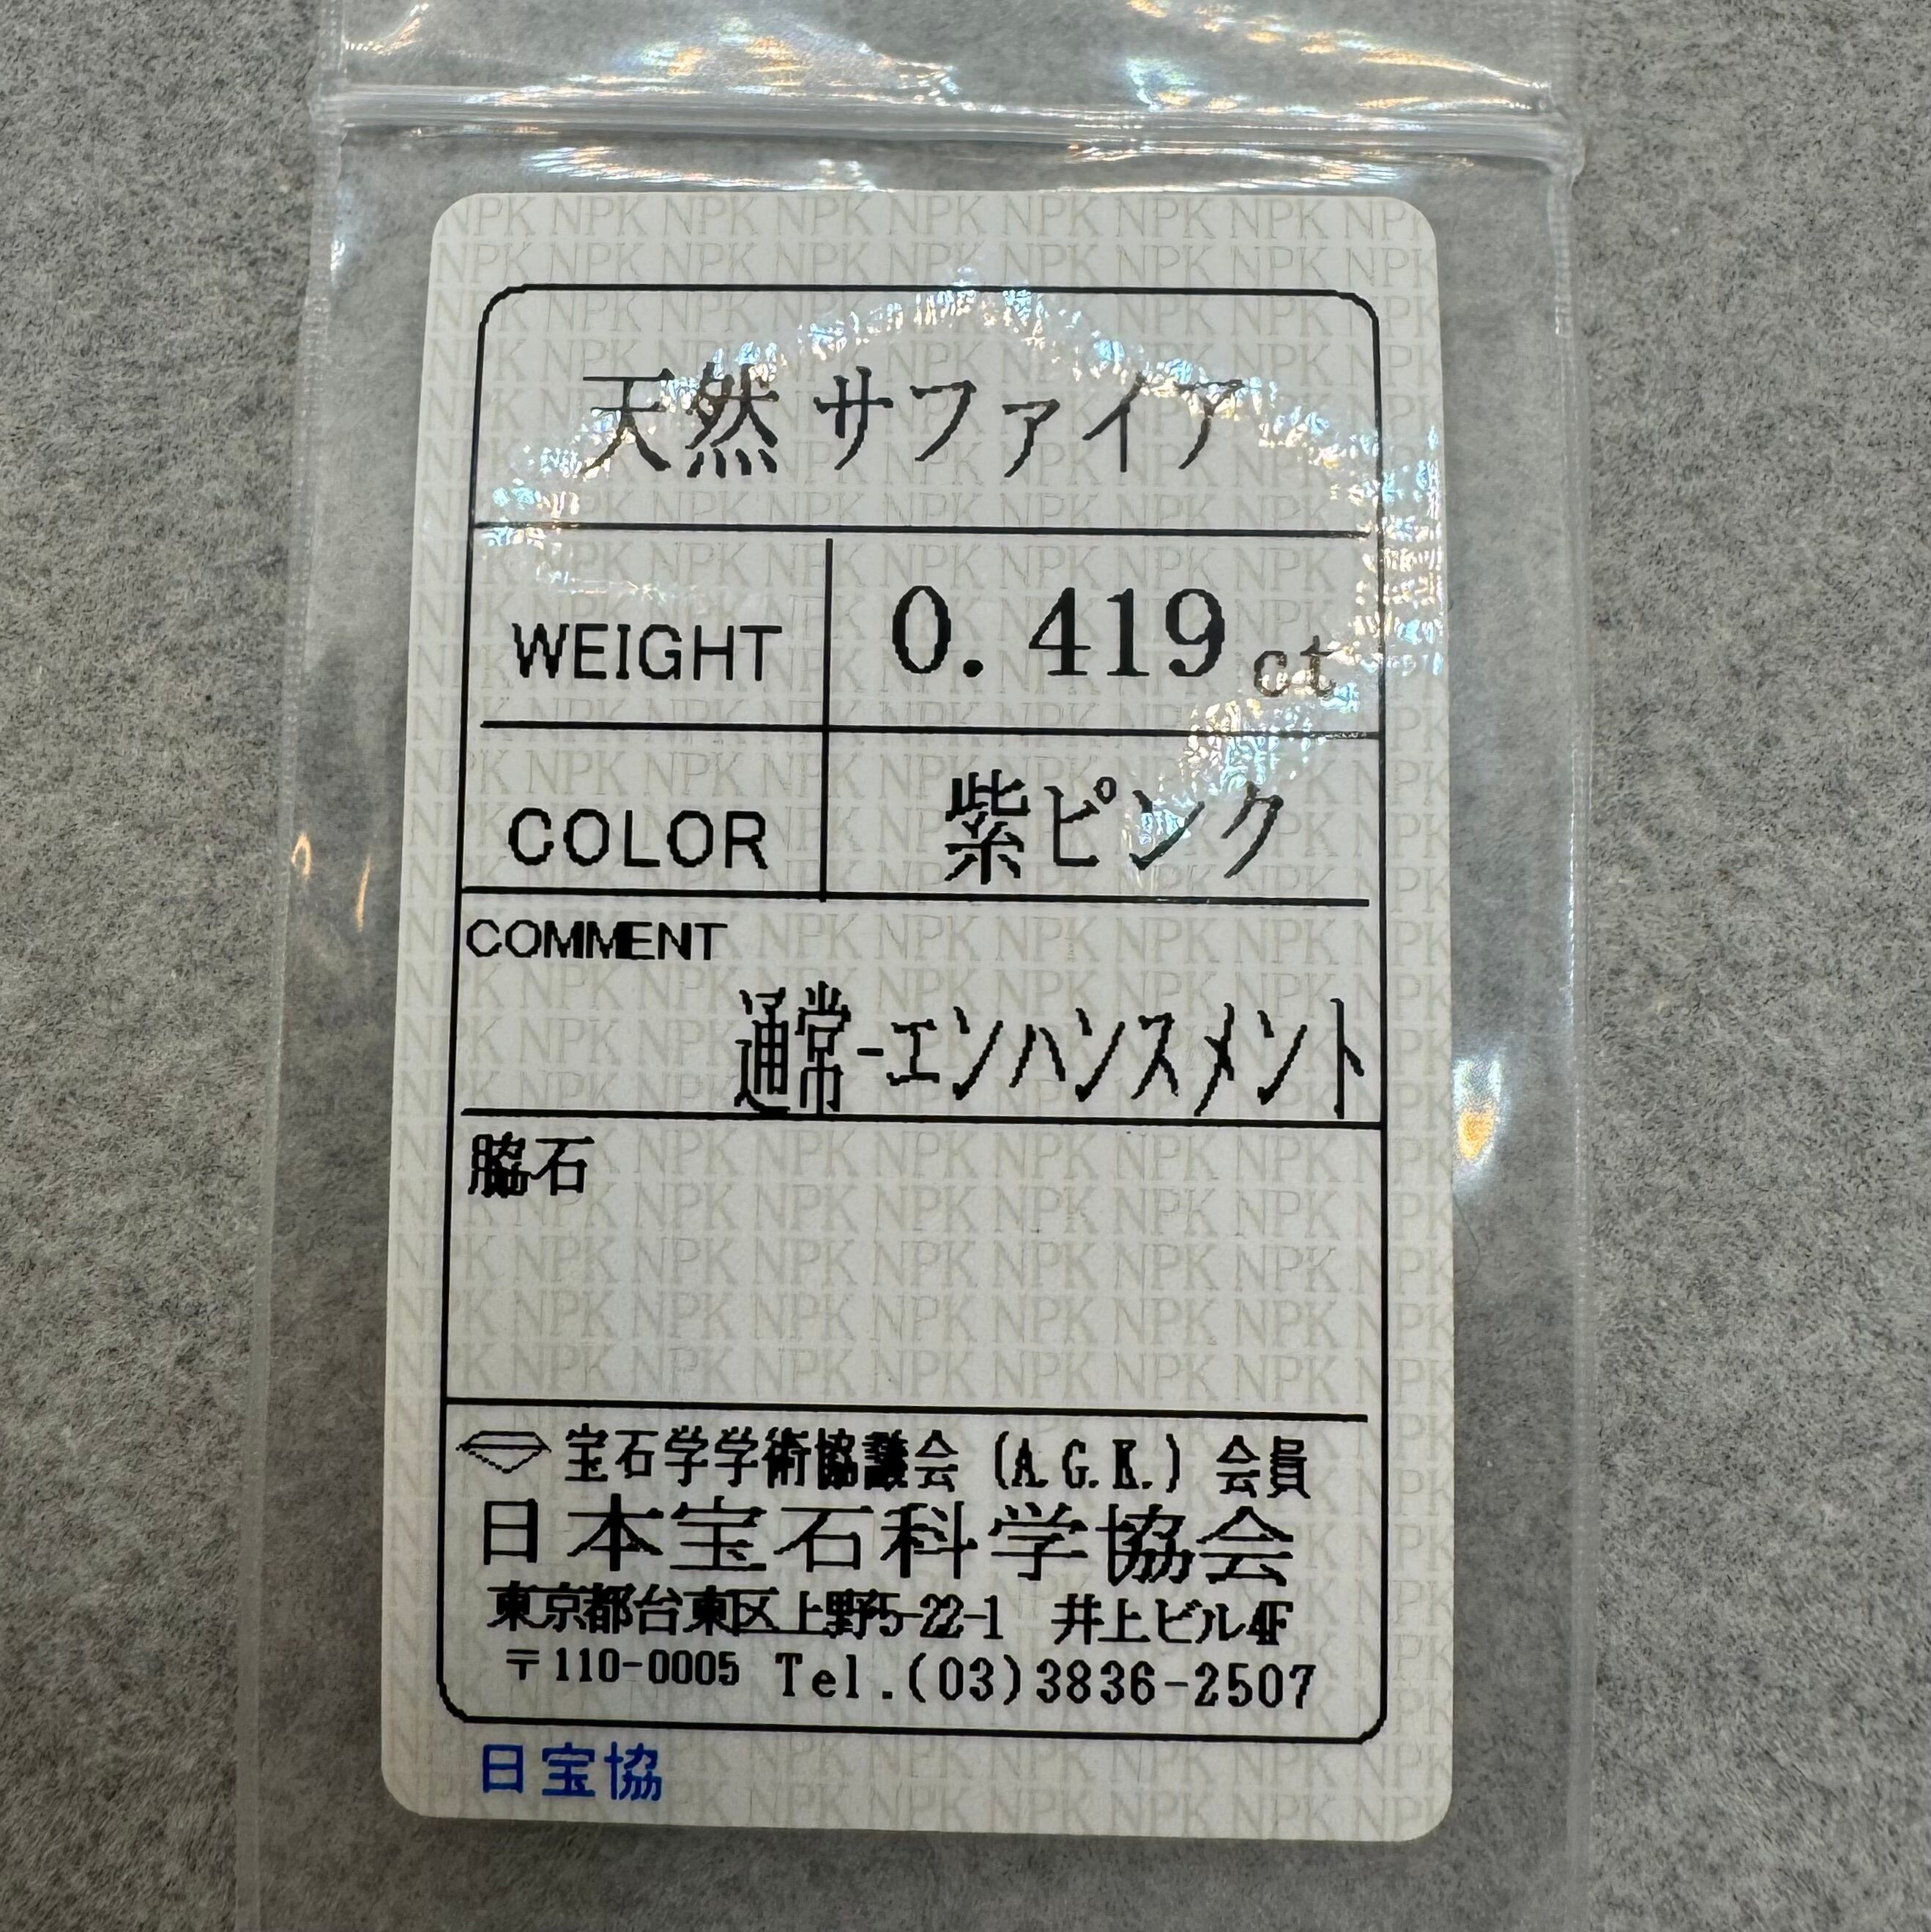 天然 サファイア
WEIGHT 0.419 ct
COLOR 紫ピンク
COMMENT
通常-エンハンスメント
脇石
宝石学学術協議会 (A.G.K.) 会員
日本宝石科学協会
東京都台東区上野5-22-1 井上ビル4F
〒110-0005 Tel.(03)3836-2507
日宝協